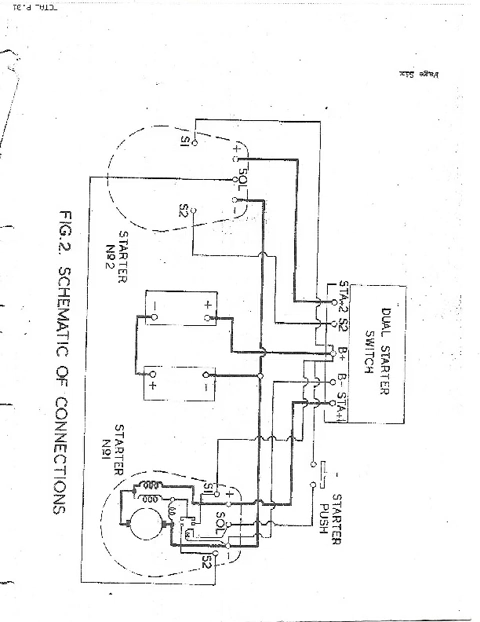 Page Six
DUAL STARTER
SWITCH
STA+2
S2
B+
B-
STA+1
STARTER
PUSH
S1
+
SOL
-
S2
STARTER
Nº2
-
+
+
-
STARTER
Nº1
S1
+
SOL
-
S2
FIG.2. SCHEMATIC OF CONNECTIONS